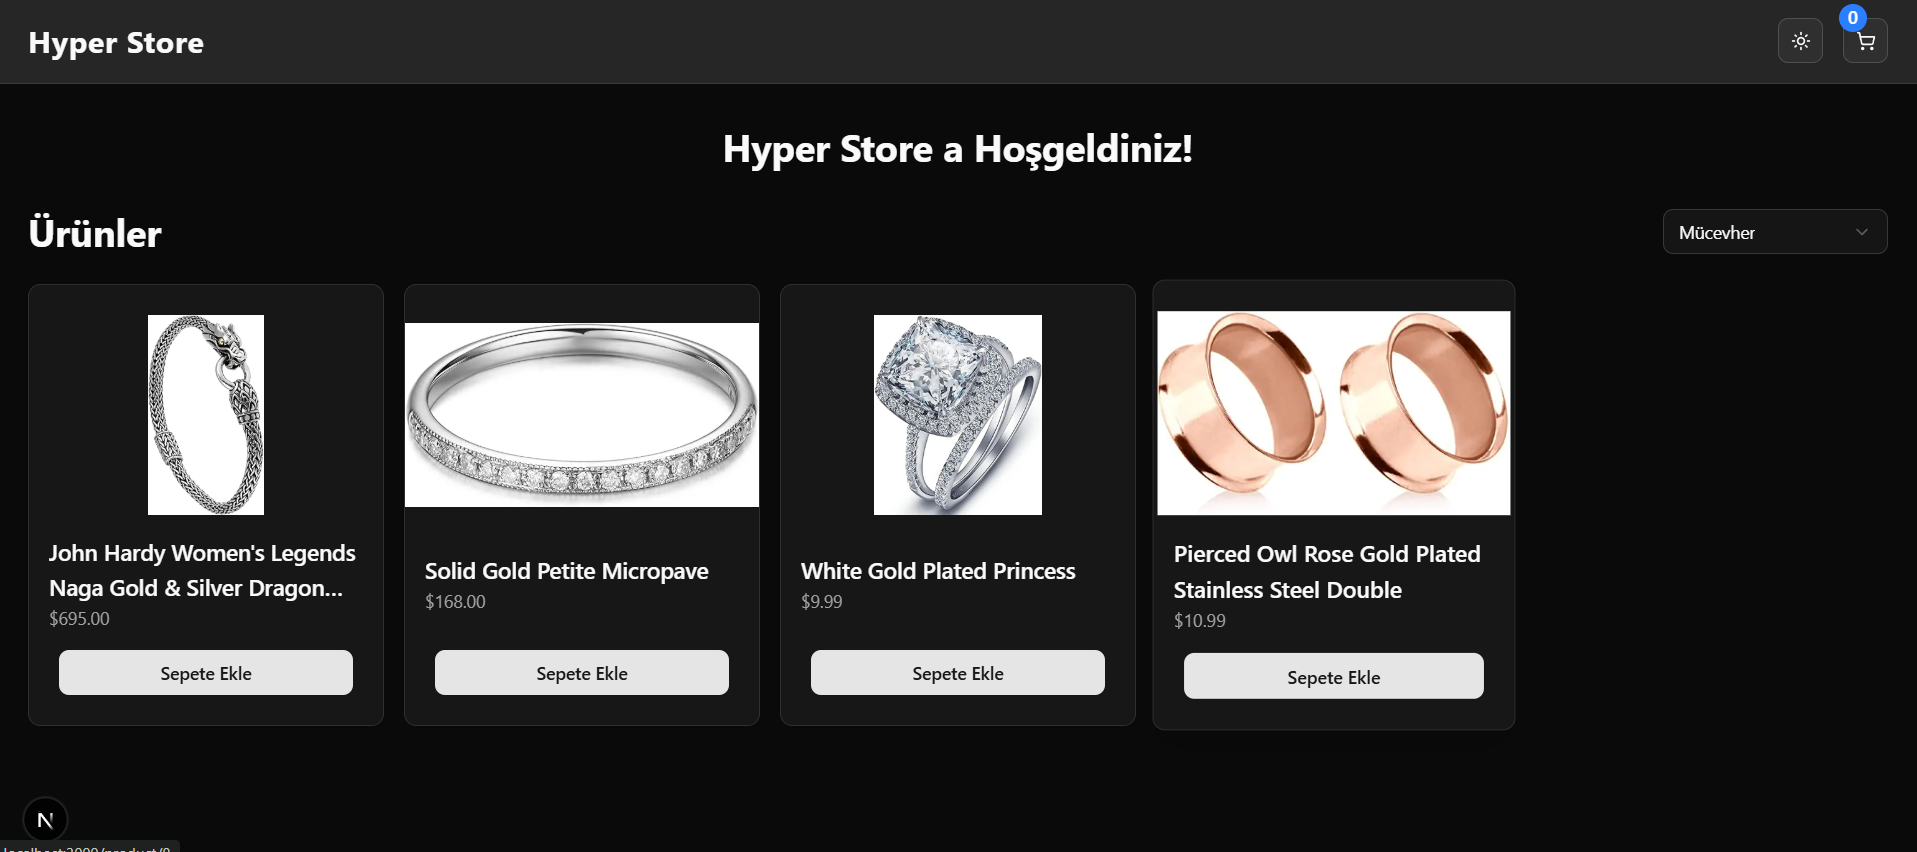 Hyper Store
0
Hyper Store a Hoşgeldiniz!
Ürünler
Mücevher
John Hardy Women's Legends
Naga Gold & Silver Dragon...
$695.00
Sepete Ekle
Solid Gold Petite Micropave
$168.00
Sepete Ekle
White Gold Plated Princess
$9.99
Sepete Ekle
Pierced Owl Rose Gold Plated
Stainless Steel Double
$10.99
Sepete Ekle
N